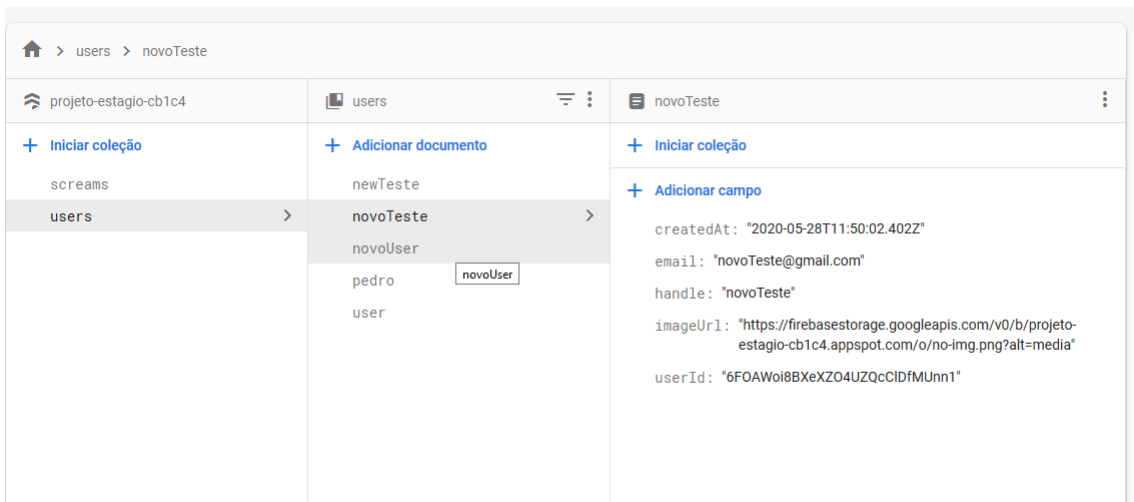 users > novoTeste
projeto-estagio-cb1c4
users
novoTeste
+ Iniciar coleção
+ Adicionar documento
+ Iniciar coleção
screams
users
newTeste
novoTeste
novoUser
novoUser
pedro
user
+ Adicionar campo
createdAt: "2020-05-28T11:50:02.402Z"
email: "novoTeste@gmail.com"
handle: "novoTeste"
imageUrl: "https://firebasestorage.googleapis.com/v0/b/projeto-
estagio-cb1c4.appspot.com/o/no-img.png?alt=media"
userId: "6FOAWoi8BXeXZO4UZQcClDfMUnn1"